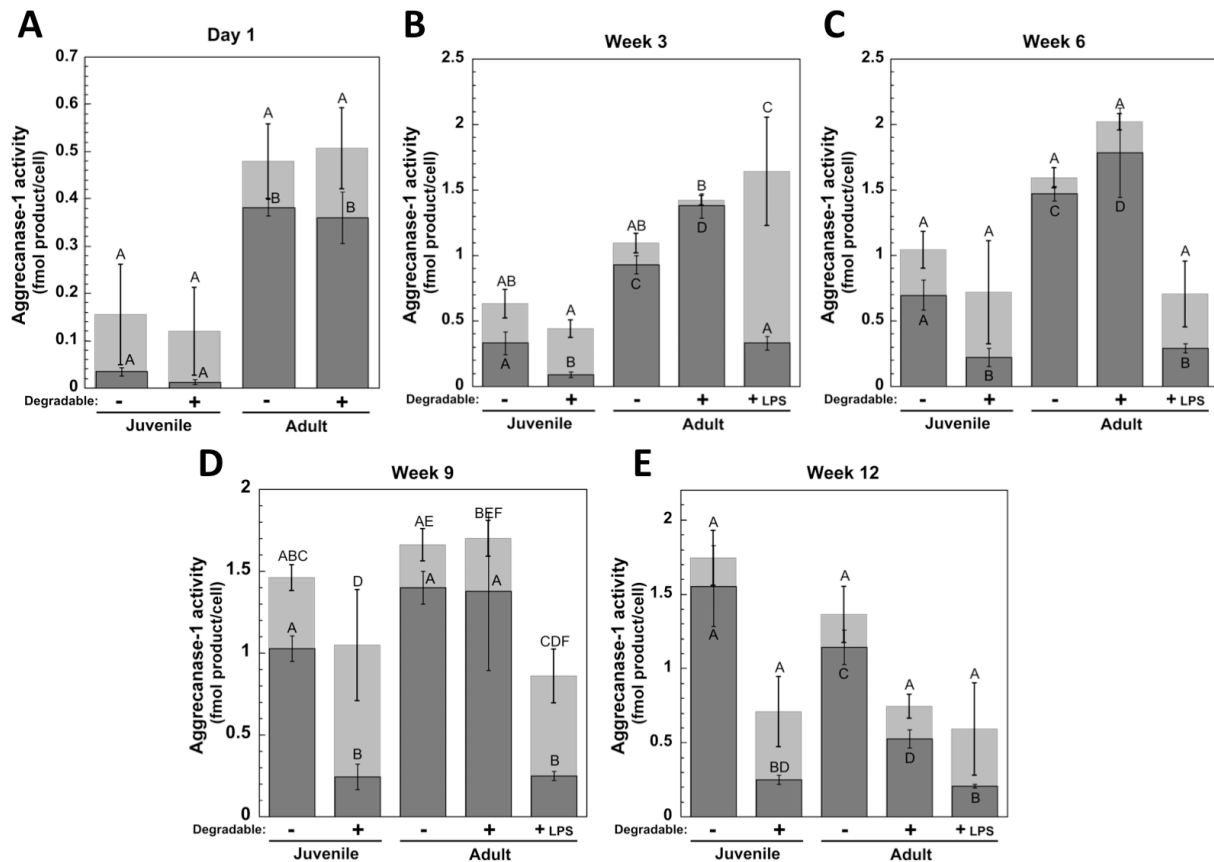 A
Day 1
Aggrecanase-1 activity
(fmol product/cell)
0.7
0.6
0.5
0.4
0.3
0.2
0.1
0
A
A
A
A
A
A
B
B
Degradable:
-
+
-
+
Juvenile
Adult
B
Week 3
Aggrecanase-1 activity
(fmol product/cell)
2.5
2
1.5
1
0.5
0
AB
A
AB
B
C
A
B
C
D
A
Degradable:
-
+
-
+
+ LPS
Juvenile
Adult
C
Week 6
Aggrecanase-1 activity
(fmol product/cell)
2.5
2
1.5
1
0.5
0
A
A
A
A
A
A
B
C
D
B
Degradable:
-
+
-
+
+ LPS
Juvenile
Adult
D
Week 9
Aggrecanase-1 activity
(fmol product/cell)
2
1.5
1
0.5
0
ABC
D
AE
BEF
CDF
A
B
A
A
B
Degradable:
-
+
-
+
+ LPS
Juvenile
Adult
E
Week 12
Aggrecanase-1 activity
(fmol product/cell)
2
1.5
1
0.5
0
A
A
A
A
A
A
BD
C
D
B
Degradable:
-
+
-
+
+ LPS
Juvenile
Adult